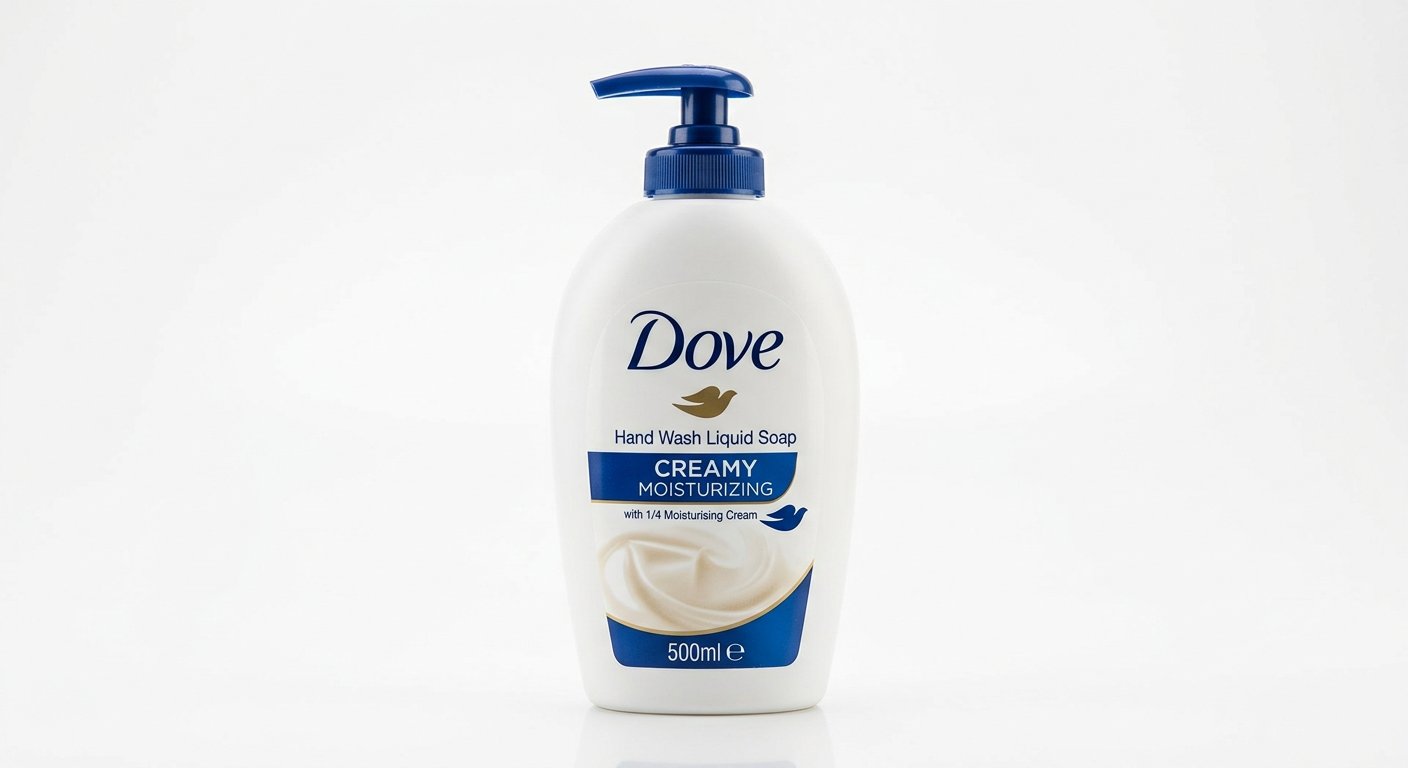 Dove
Hand Wash Liquid Soap
CREAMY
MOISTURIZING
with 1/4 Moisturising Cream
500ml ℮